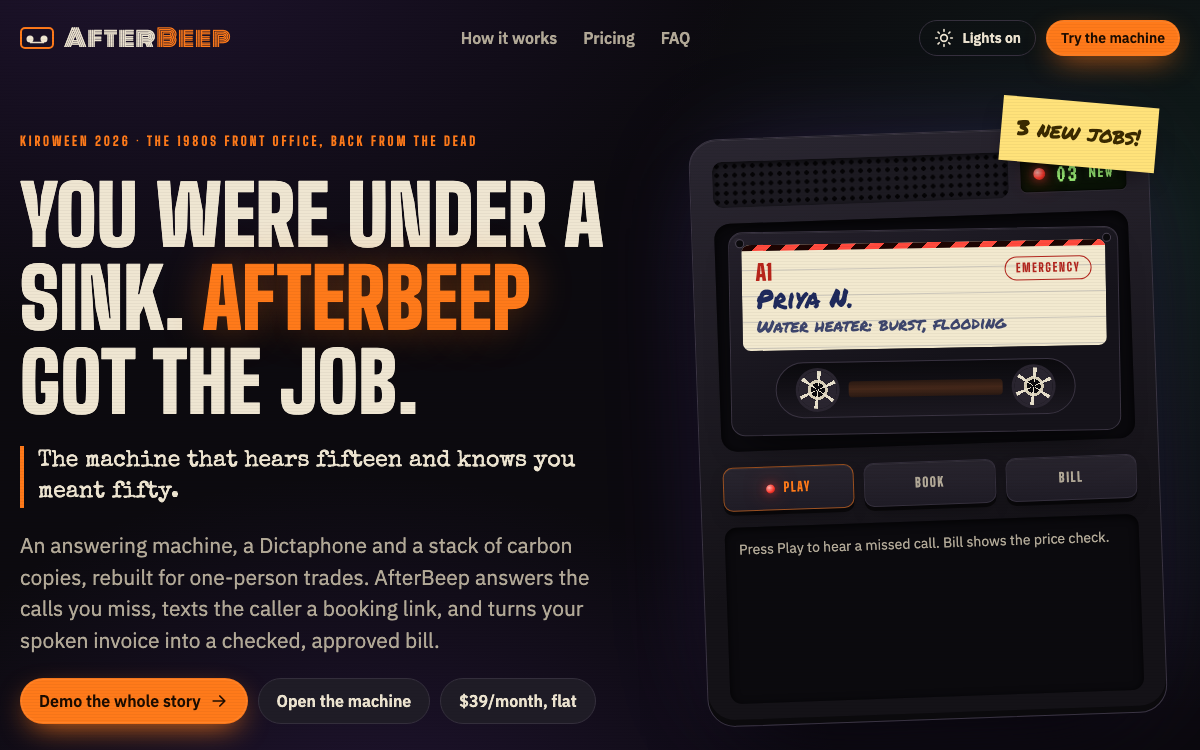 AFTERBEEP
How it works
Pricing
FAQ
Lights on
Try the machine
KIROWEEN 2026 · THE 1980S FRONT OFFICE, BACK FROM THE DEAD
YOU WERE UNDER A
SINK. AFTERBEEP
GOT THE JOB.
The machine that hears fifteen and knows you
meant fifty.
An answering machine, a Dictaphone and a stack of carbon
copies, rebuilt for one-person trades. AfterBeep answers the
calls you miss, texts the caller a booking link, and turns your
spoken invoice into a checked, approved bill.
Demo the whole story →
Open the machine
$39/month, flat
3 NEW JOBS!
03 NEW
A1
EMERGENCY
PRIYA N.
WATER HEATER: BURST, FLOODING
PLAY
BOOK
BILL
Press Play to hear a missed call. Bill shows the price check.